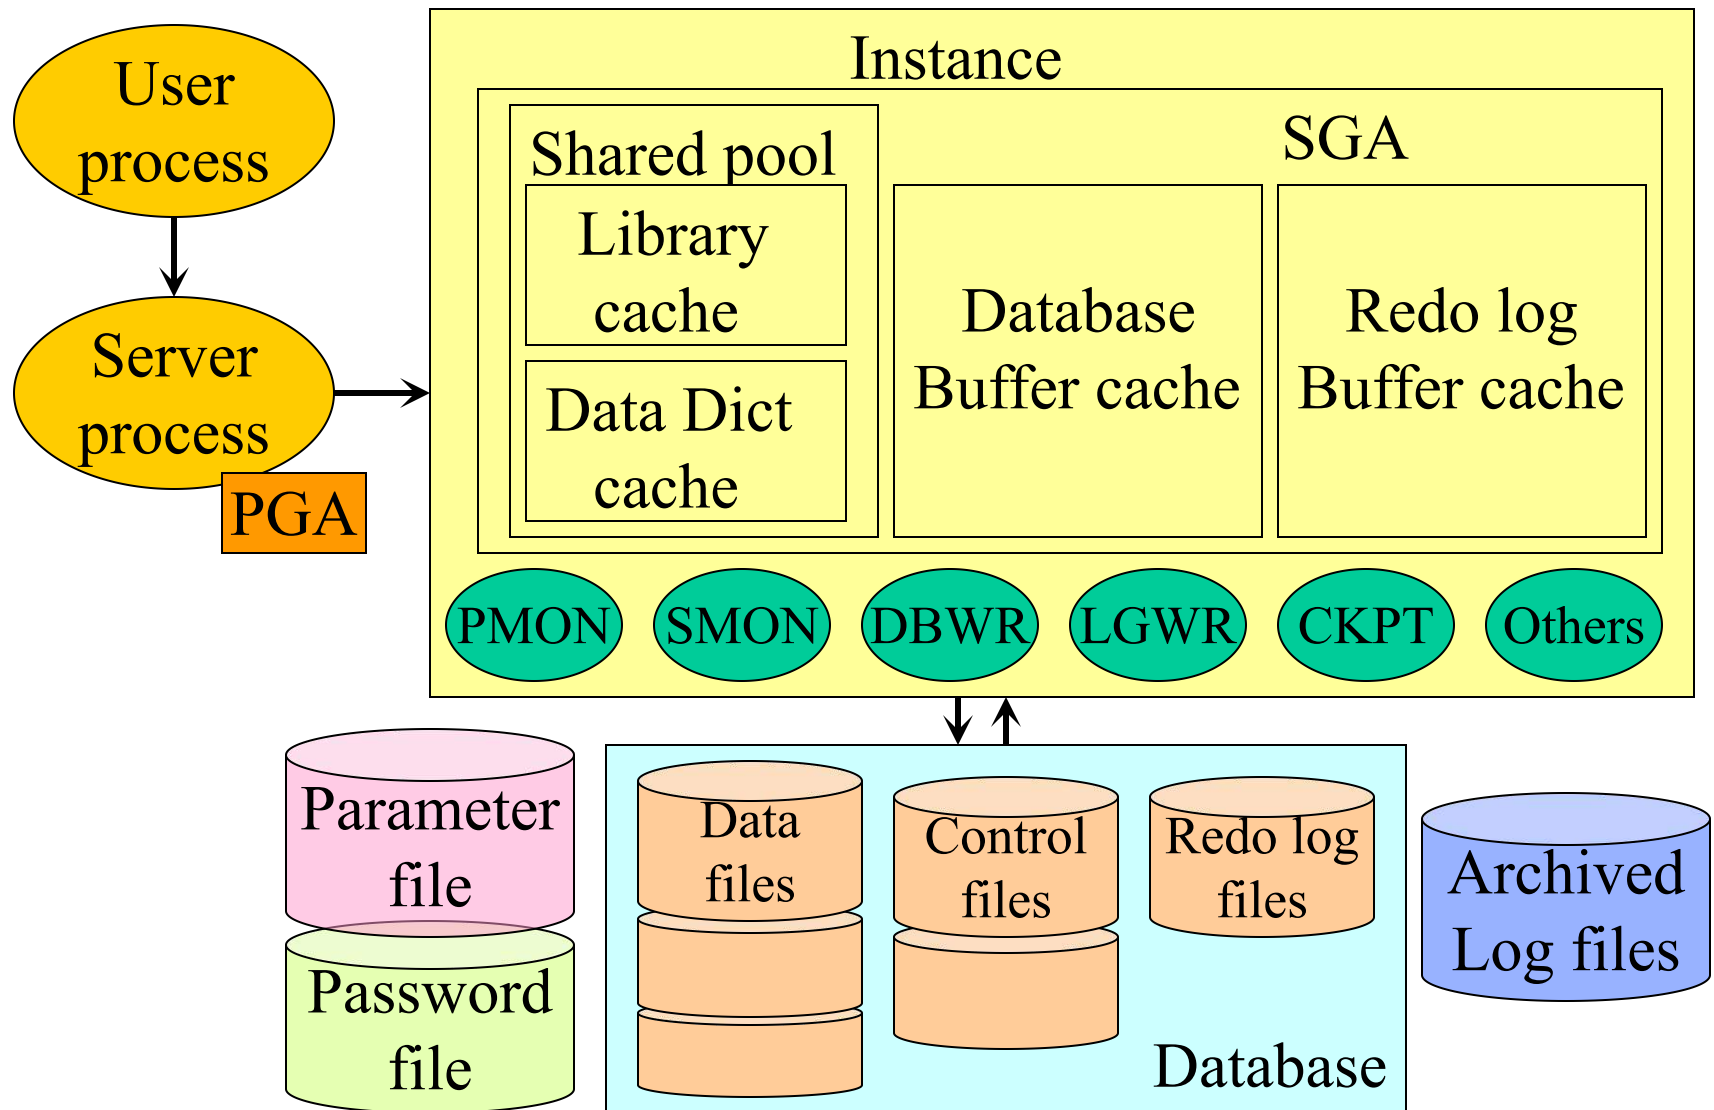 User
process
Server
process
PGA
Instance
SGA
Shared pool
Library
cache
Data Dict
cache
Database
Buffer cache
Redo log
Buffer cache
PMON
SMON
DBWR
LGWR
CKPT
Others
Parameter
file
Password
file
Data
files
Control
files
Redo log
files
Database
Archived
Log files